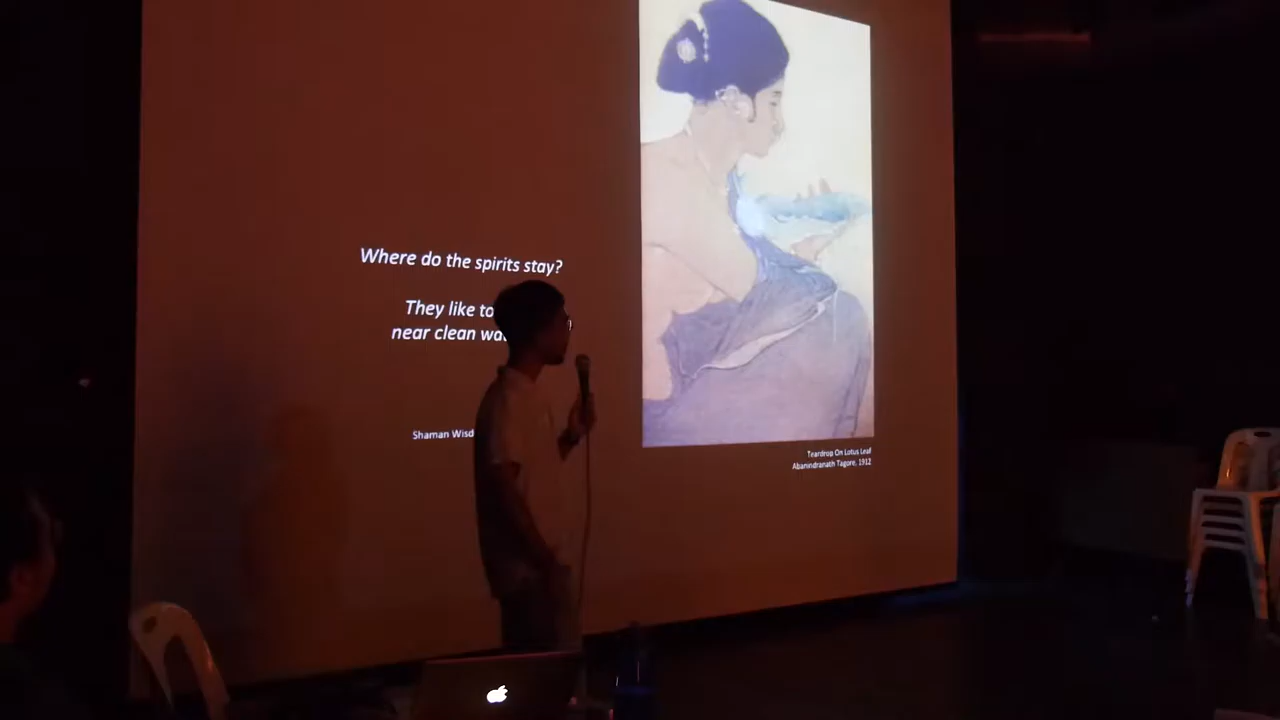 Where do the spirits stay?
They like to
near clean
Shaman
Teardrop On Lotus Leaf
Abanindranath Tagore, 1912